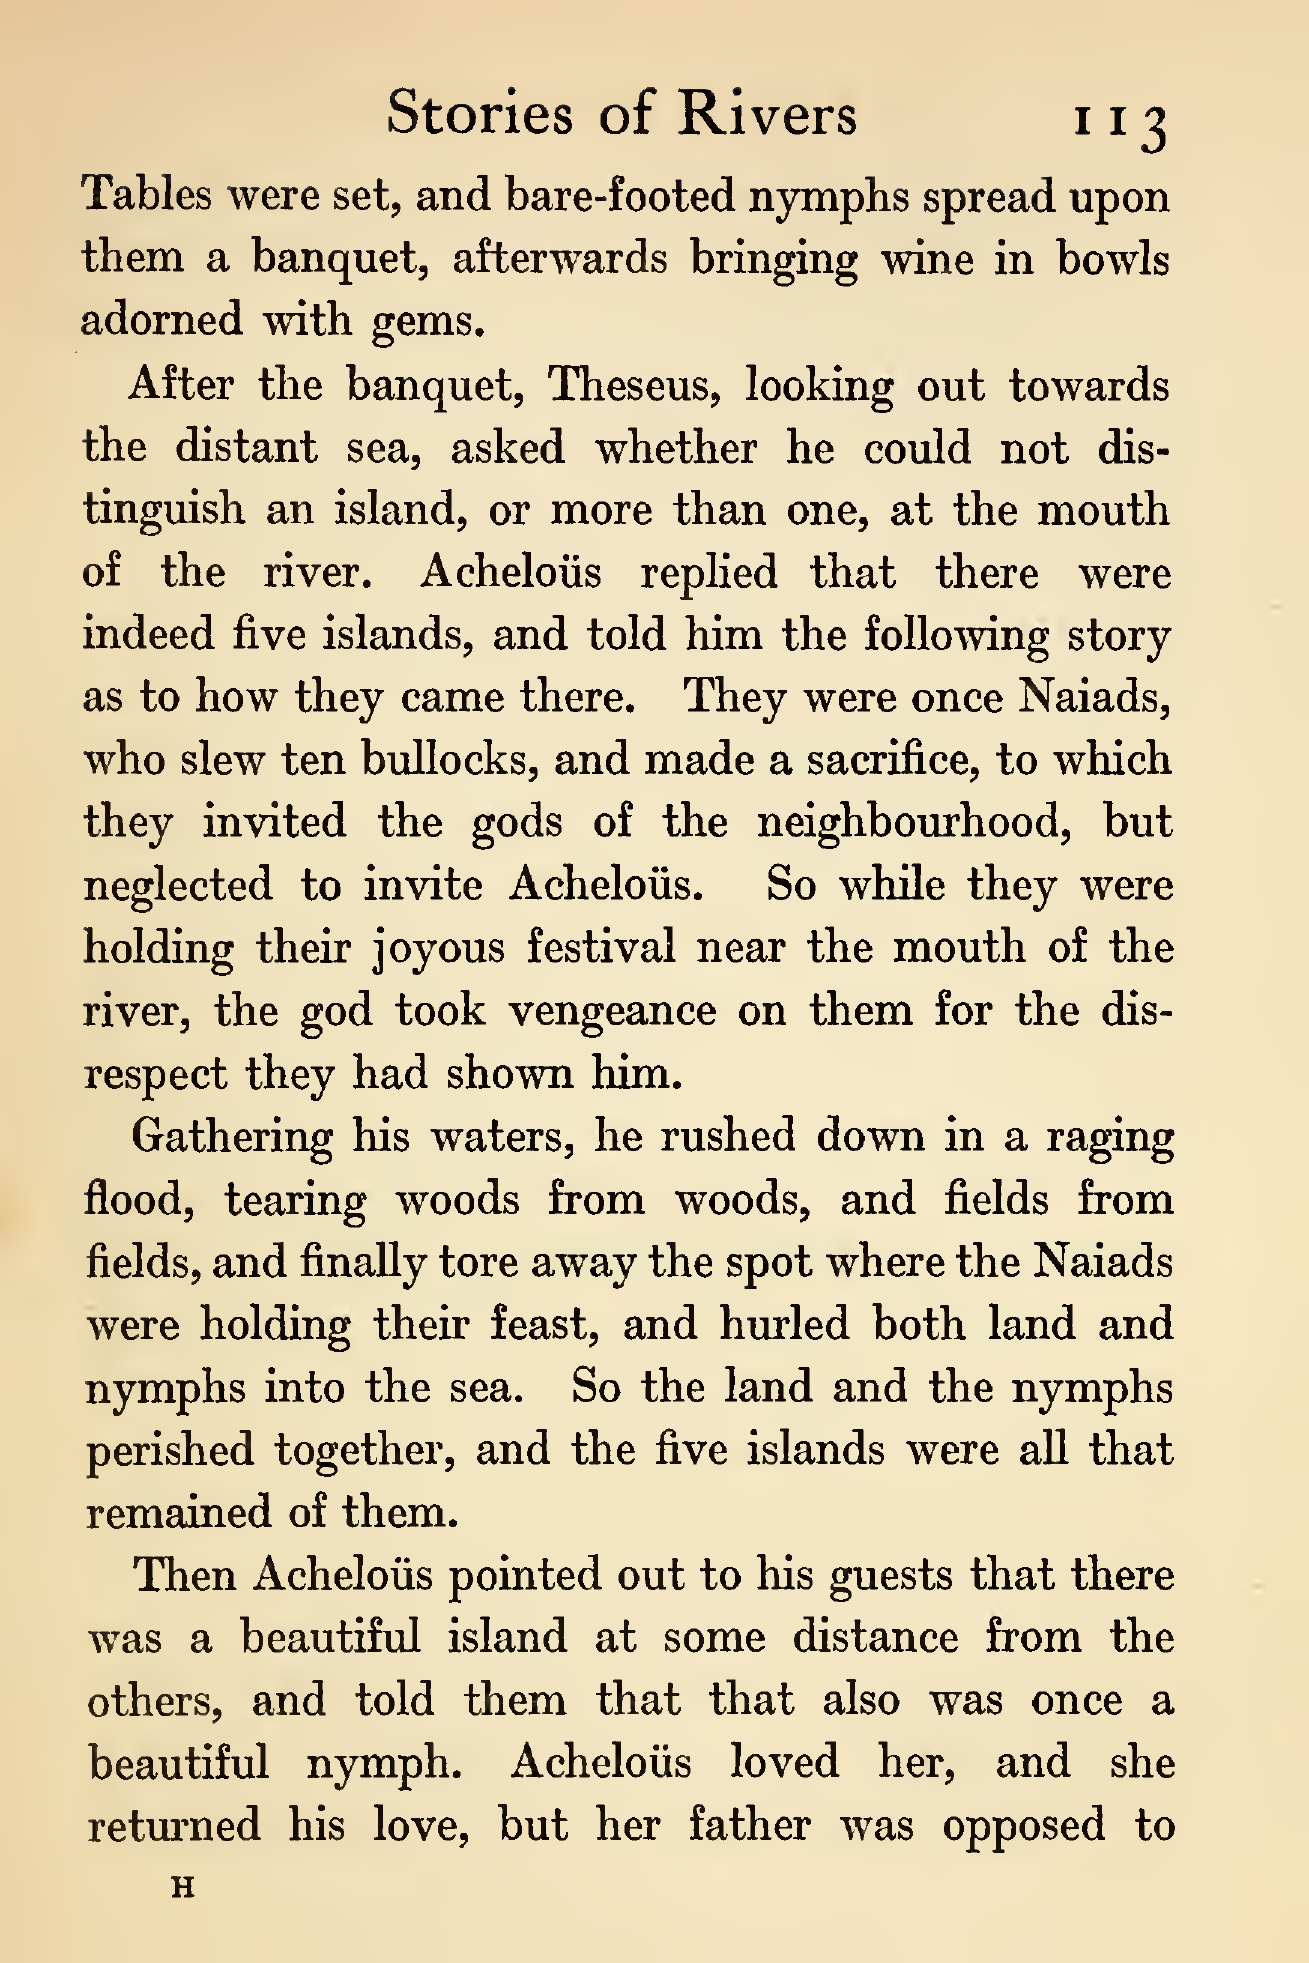 Stories of Rivers 113
Tables were set, and bare-footed nymphs spread upon
them a banquet, afterwards bringing wine in bowls
adorned with gems.
After the banquet, Theseus, looking out towards
the distant sea, asked whether he could not dis-
tinguish an island, or more than one, at the mouth
of the river. Acheloüs replied that there were
indeed five islands, and told him the following story
as to how they came there. They were once Naiads,
who slew ten bullocks, and made a sacrifice, to which
they invited the gods of the neighbourhood, but
neglected to invite Acheloüs. So while they were
holding their joyous festival near the mouth of the
river, the god took vengeance on them for the dis-
respect they had shown him.
Gathering his waters, he rushed down in a raging
flood, tearing woods from woods, and fields from
fields, and finally tore away the spot where the Naiads
were holding their feast, and hurled both land and
nymphs into the sea. So the land and the nymphs
perished together, and the five islands were all that
remained of them.
Then Acheloüs pointed out to his guests that there
was a beautiful island at some distance from the
others, and told them that that also was once a
beautiful nymph. Acheloüs loved her, and she
returned his love, but her father was opposed to
H